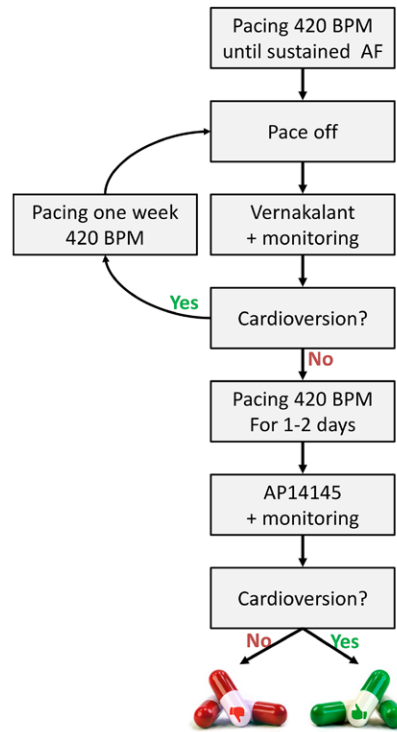 Pacing 420 BPM
until sustained AF
Pace off
Pacing one week
420 BPM
Vernakalant
+ monitoring
Yes
Cardioversion?
No
Pacing 420 BPM
For 1-2 days
AP14145
+ monitoring
Cardioversion?
No
Yes